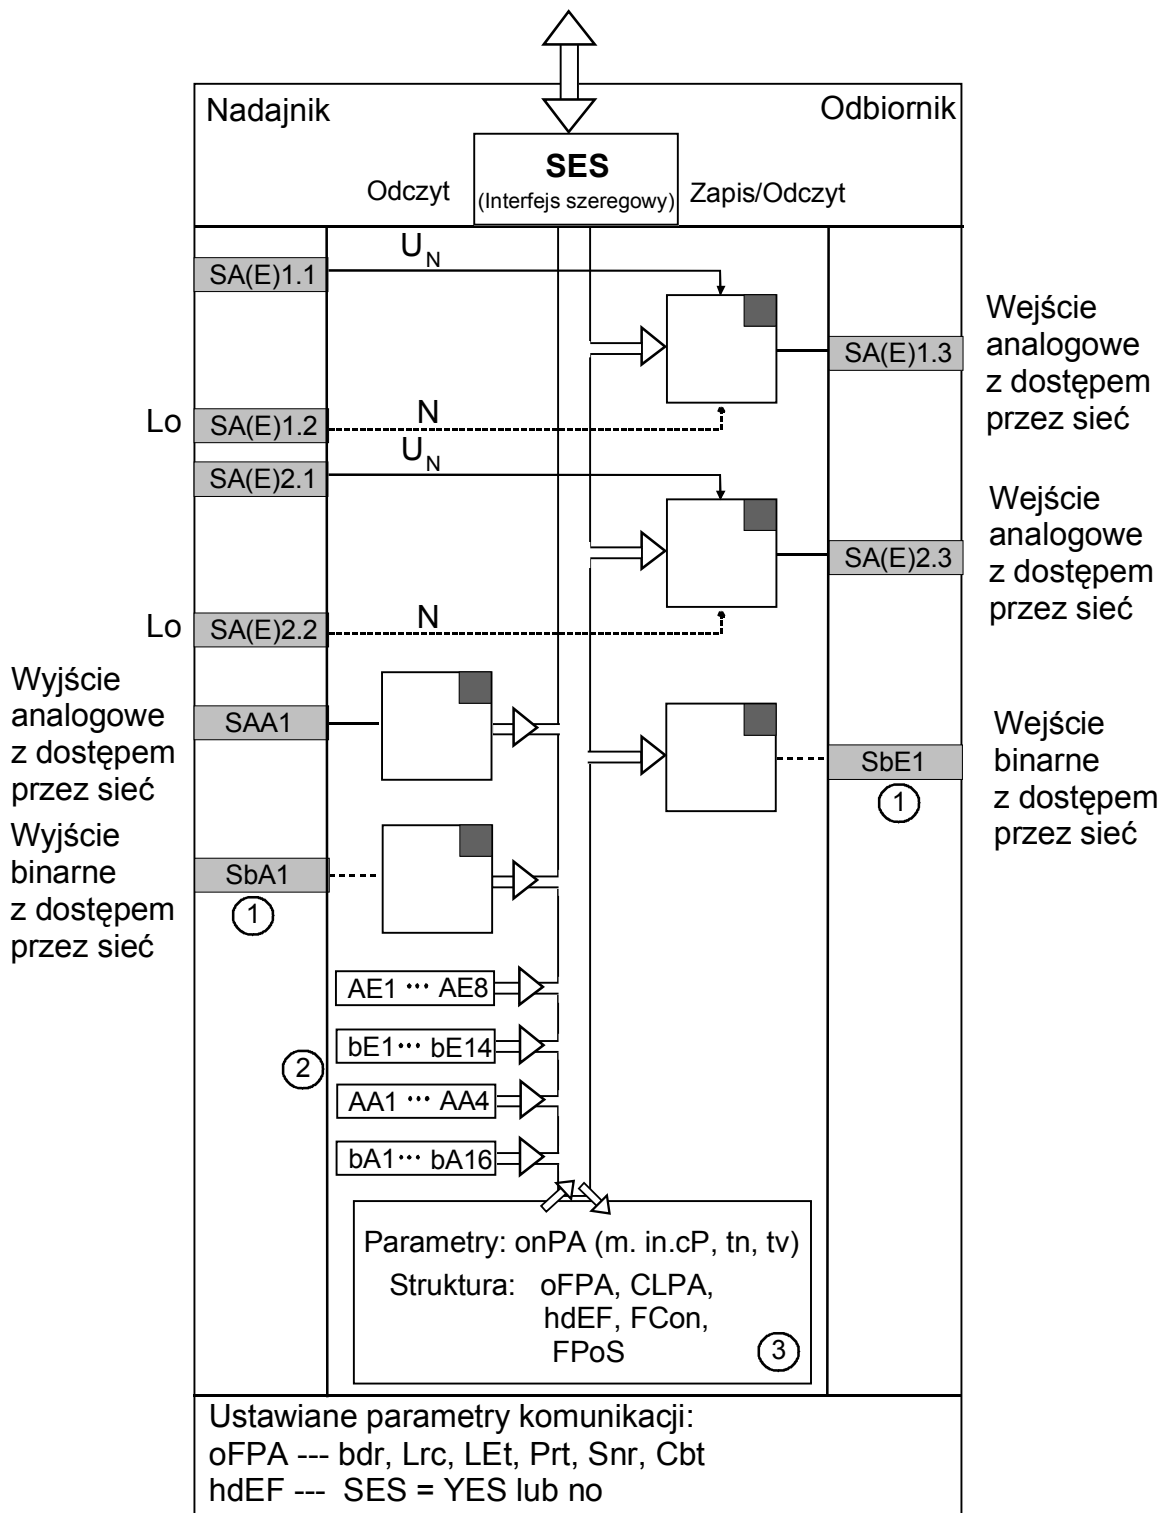 Nadajnik
Odbiornik
SES
(Interfejs szeregowy)
Odczyt
Zapis/Odczyt
UN
SA(E)1.1
Wejście
analogowe
z dostępem
przez sieć
SA(E)1.3
Lo
SA(E)1.2
N
UN
SA(E)2.1
Wejście
analogowe
z dostępem
przez sieć
SA(E)2.3
Lo
SA(E)2.2
N
Wyjście
analogowe
z dostępem
przez sieć
SAA1
Wejście
binarne
z dostępem
przez sieć
SbE1
1
Wyjście
binarne
z dostępem
przez sieć
SbA1
1
AE1 ··· AE8
bE1 ··· bE14
2
AA1 ··· AA4
bA1 ··· bA16
Parametry: onPA (m. in.cP, tn, tv)
Struktura: oFPA, CLPA,
hdEF, FCon,
FPoS
3
Ustawiane parametry komunikacji:
oFPA --- bdr, Lrc, LEt, Prt, Snr, Cbt
hdEF --- SES = YES lub no